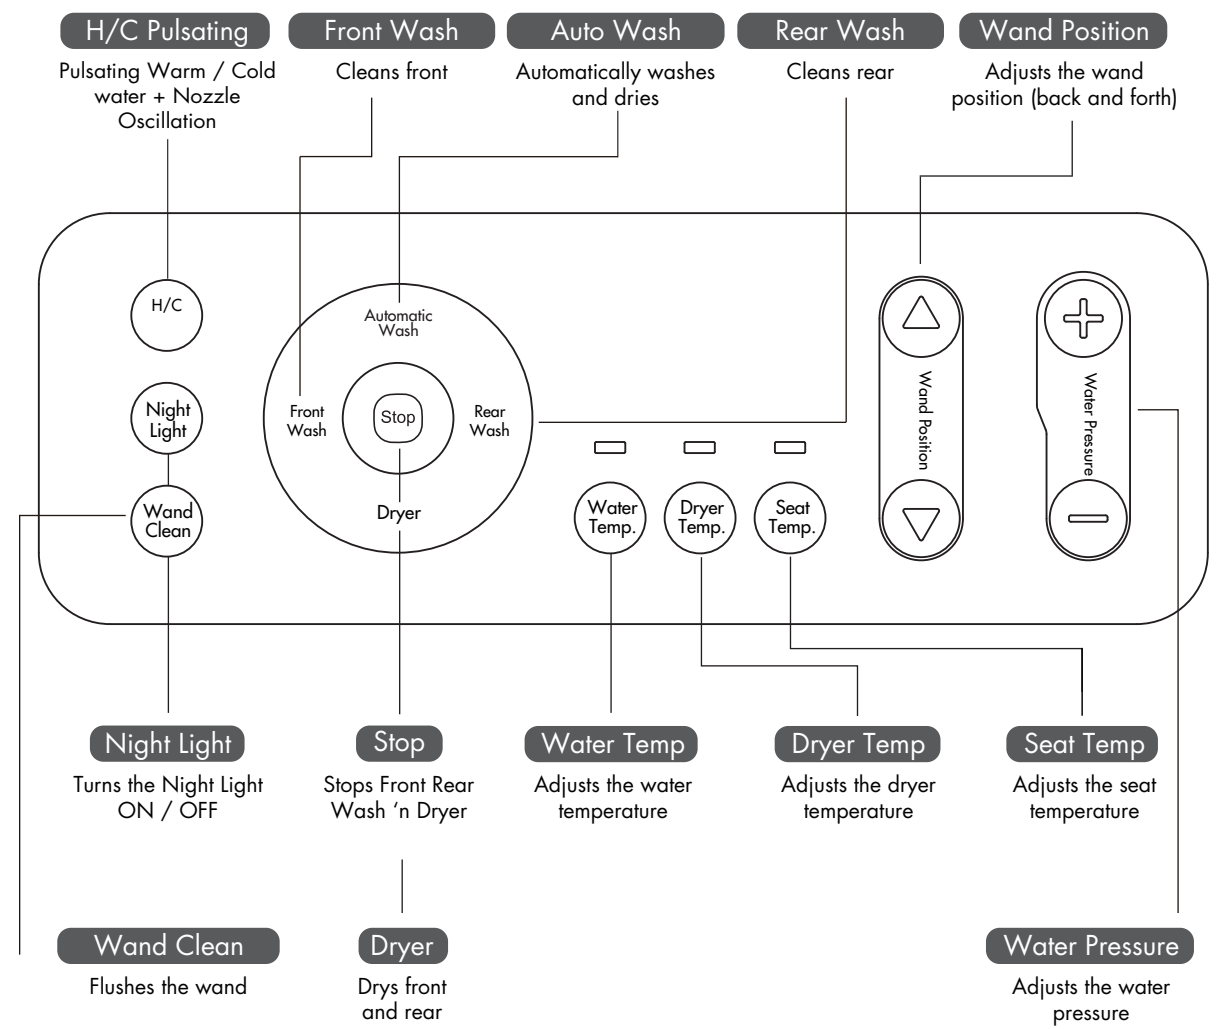 H/C Pulsating
Pulsating Warm / Cold
water + Nozzle
Oscillation
Front Wash
Cleans front
Auto Wash
Automatically washes
and dries
Rear Wash
Cleans rear
Wand Position
Adjusts the wand
position (back and forth)
H/C
Night
Light
Wand
Clean
Automatic
Wash
Front
Wash
Stop
Rear
Wash
Dryer
Water
Temp.
Dryer
Temp.
Seat
Temp.
Wand Position
Water Pressure
Night Light
Turns the Night Light
ON / OFF
Stop
Stops Front Rear
Wash ‘n Dryer
Water Temp
Adjusts the water
temperature
Dryer Temp
Adjusts the dryer
temperature
Seat Temp
Adjusts the seat
temperature
Wand Clean
Flushes the wand
Dryer
Drys front
and rear
Water Pressure
Adjusts the water
pressure